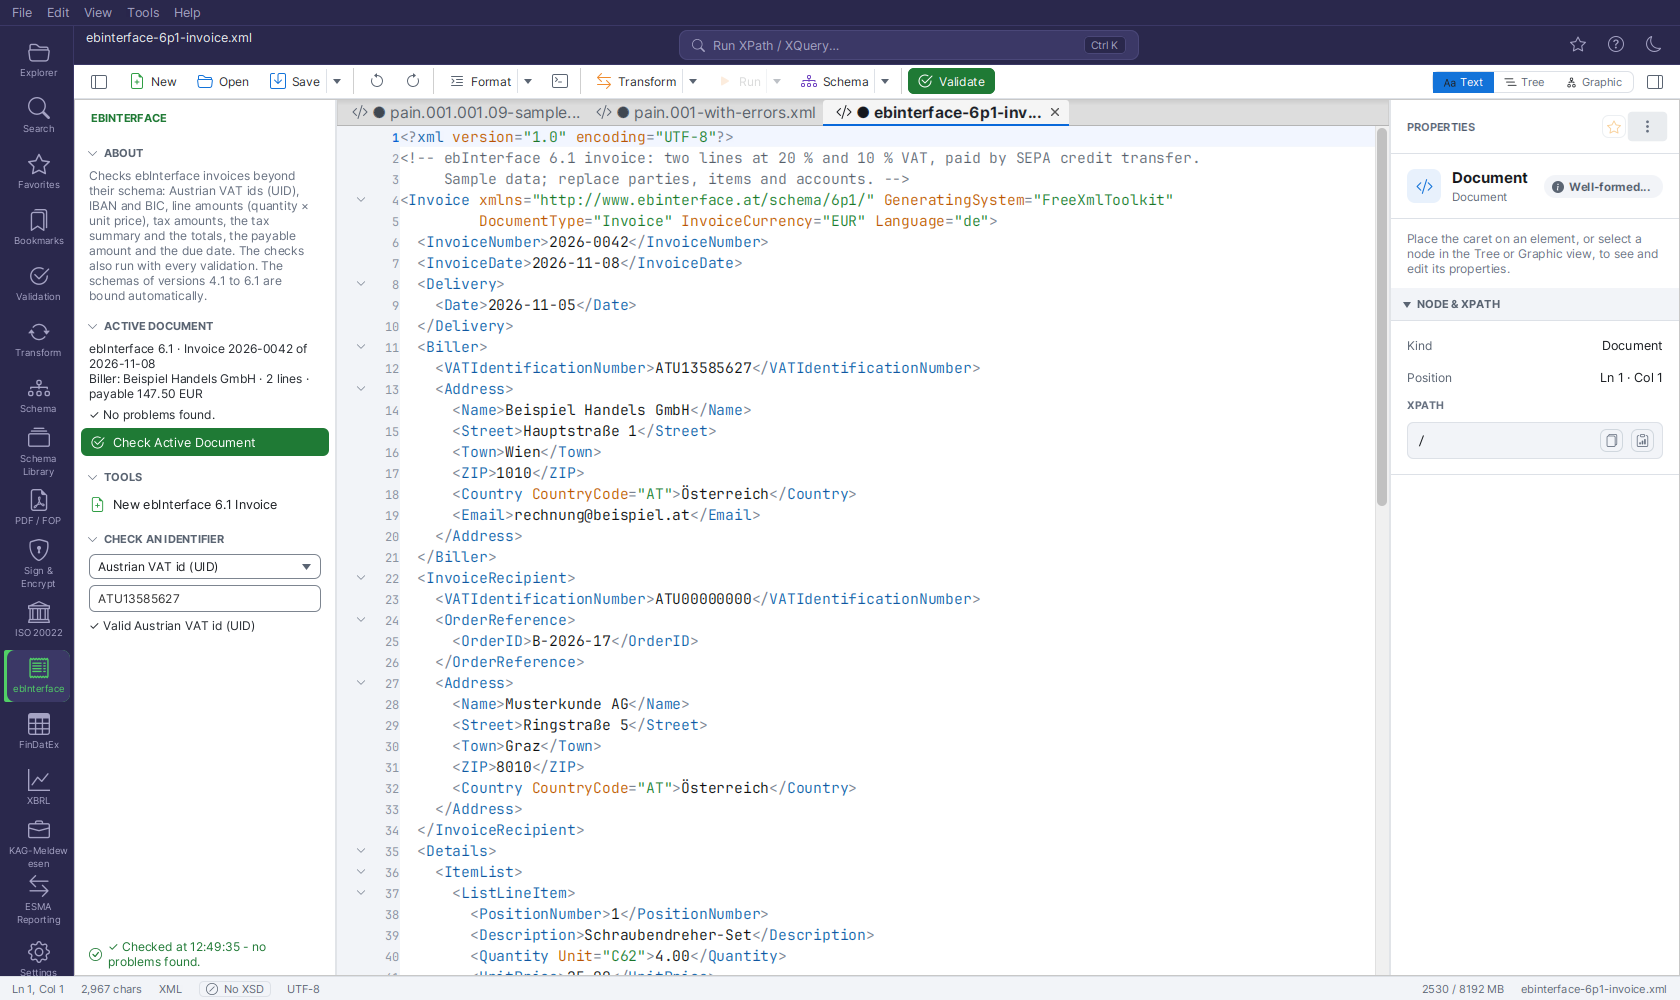 File Edit View Tools Help
ebinterface-6p1-invoice.xml
Run XPath / XQuery... Ctrl K
New Open Save Format Transform Run Schema Validate Aa Text Tree Graphic
Explorer
Search
Favorites
Bookmarks
Validation
Transform
Schema
Schema
Library
PDF / FOP
Sign &
Encrypt
ISO 20022
ebInterface
FinDatEx
XBRL
KAG-Meldew
esen
ESMA
Reporting
Settings
EBINTERFACE
ABOUT
Checks ebInterface invoices beyond
their schema: Austrian VAT ids (UID),
IBAN and BIC, line amounts (quantity ×
unit price), tax amounts, the tax
summary and the totals, the payable
amount and the due date. The checks
also run with every validation. The
schemas of versions 4.1 to 6.1 are
bound automatically.
ACTIVE DOCUMENT
ebInterface 6.1 · Invoice 2026-0042 of
2026-11-08
Biller: Beispiel Handels GmbH · 2 lines ·
payable 147.50 EUR
✓ No problems found.
Check Active Document
TOOLS
New ebInterface 6.1 Invoice
CHECK AN IDENTIFIER
Austrian VAT id (UID)
ATU13585627
✓ Valid Austrian VAT id (UID)
✓ Checked at 12:49:35 - no
problems found.
pain.001.001.09-sample... pain.001-with-errors.xml ebinterface-6p1-inv...
1 <?xml version="1.0" encoding="UTF-8"?>
2 <!-- ebInterface 6.1 invoice: two lines at 20 % and 10 % VAT, paid by SEPA credit transfer.
3 Sample data; replace parties, items and accounts. -->
4 <Invoice xmlns="http://www.ebinterface.at/schema/6p1/" GeneratingSystem="FreeXmlToolkit"
5 DocumentType="Invoice" InvoiceCurrency="EUR" Language="de">
6 <InvoiceNumber>2026-0042</InvoiceNumber>
7 <InvoiceDate>2026-11-08</InvoiceDate>
8 <Delivery>
9 <Date>2026-11-05</Date>
10 </Delivery>
11 <Biller>
12 <VATIdentificationNumber>ATU13585627</VATIdentificationNumber>
13 <Address>
14 <Name>Beispiel Handels GmbH</Name>
15 <Street>Hauptstraße 1</Street>
16 <Town>Wien</Town>
17 <ZIP>1010</ZIP>
18 <Country CountryCode="AT">Österreich</Country>
19 <Email>rechnung@beispiel.at</Email>
20 </Address>
21 </Biller>
22 <InvoiceRecipient>
23 <VATIdentificationNumber>ATU00000000</VATIdentificationNumber>
24 <OrderReference>
25 <OrderID>B-2026-17</OrderID>
26 </OrderReference>
27 <Address>
28 <Name>Musterkunde AG</Name>
29 <Street>Ringstraße 5</Street>
30 <Town>Graz</Town>
31 <ZIP>8010</ZIP>
32 <Country CountryCode="AT">Österreich</Country>
33 </Address>
34 </InvoiceRecipient>
35 <Details>
36 <ItemList>
37 <ListLineItem>
38 <PositionNumber>1</PositionNumber>
39 <Description>Schraubendreher-Set</Description>
40 <Quantity Unit="C62">4.00</Quantity>
41 <UnitPrice>25.00</UnitPrice>
PROPERTIES
Document
Document
Well-formed...
Place the caret on an element, or select a
node in the Tree or Graphic view, to see and
edit its properties.
NODE & XPATH
Kind Document
Position Ln 1 · Col 1
XPATH
/
Ln 1, Col 1 2,967 chars XML No XSD UTF-8 2530 / 8192 MB ebinterface-6p1-invoice.xml